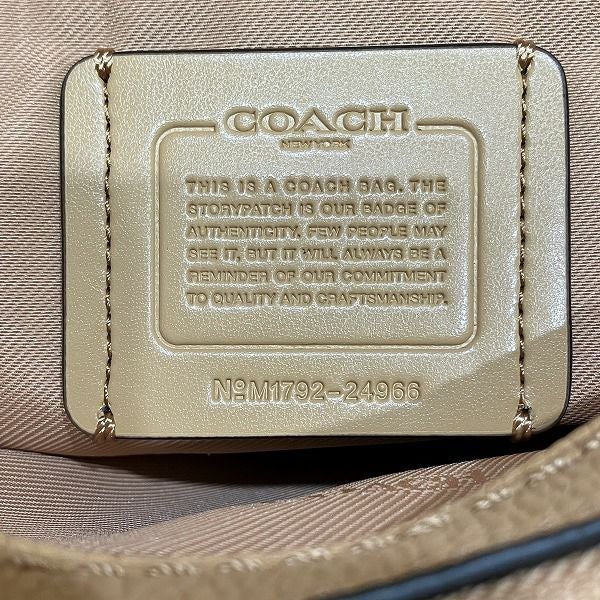 COACH
NEW YORK
THIS IS A COACH BAG. THE
STORYPATCH IS OUR BADGE OF
AUTHENTICITY. FEW PEOPLE MAY
SEE IT, BUT IT WILL ALWAYS BE A
REMINDER OF OUR COMMITMENT
TO QUALITY AND CRAFTSMANSHIP.
NºM1792-24966